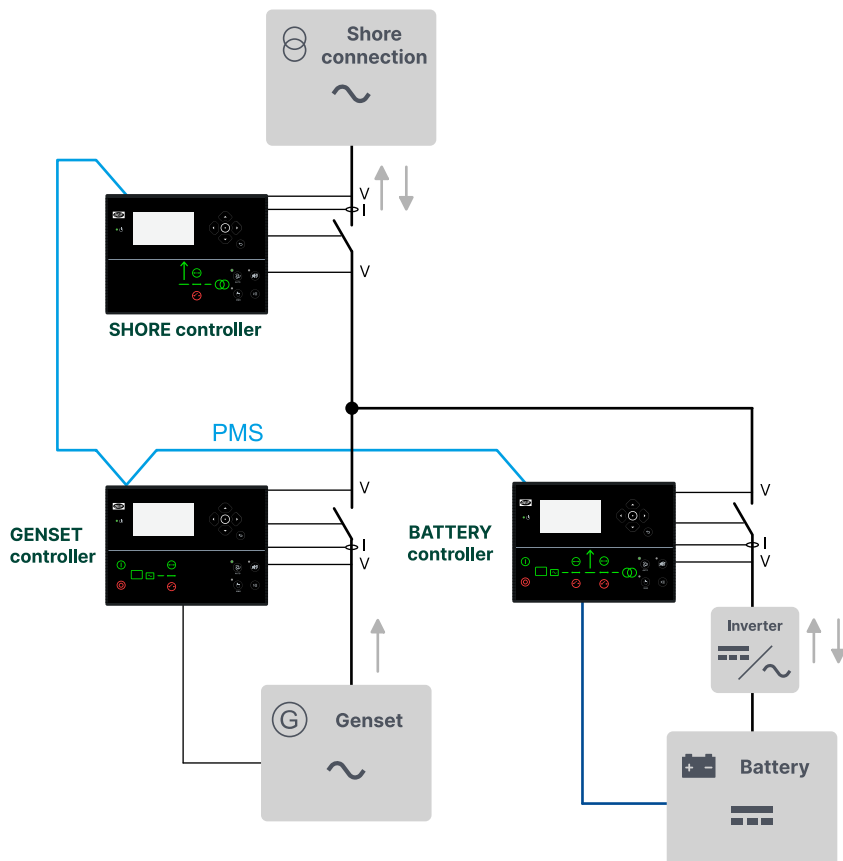 Shore
connection
V
I
V
SHORE controller
PMS
V
I
V
GENSET
controller
BATTERY
controller
V
I
V
Inverter
G
Genset
Battery